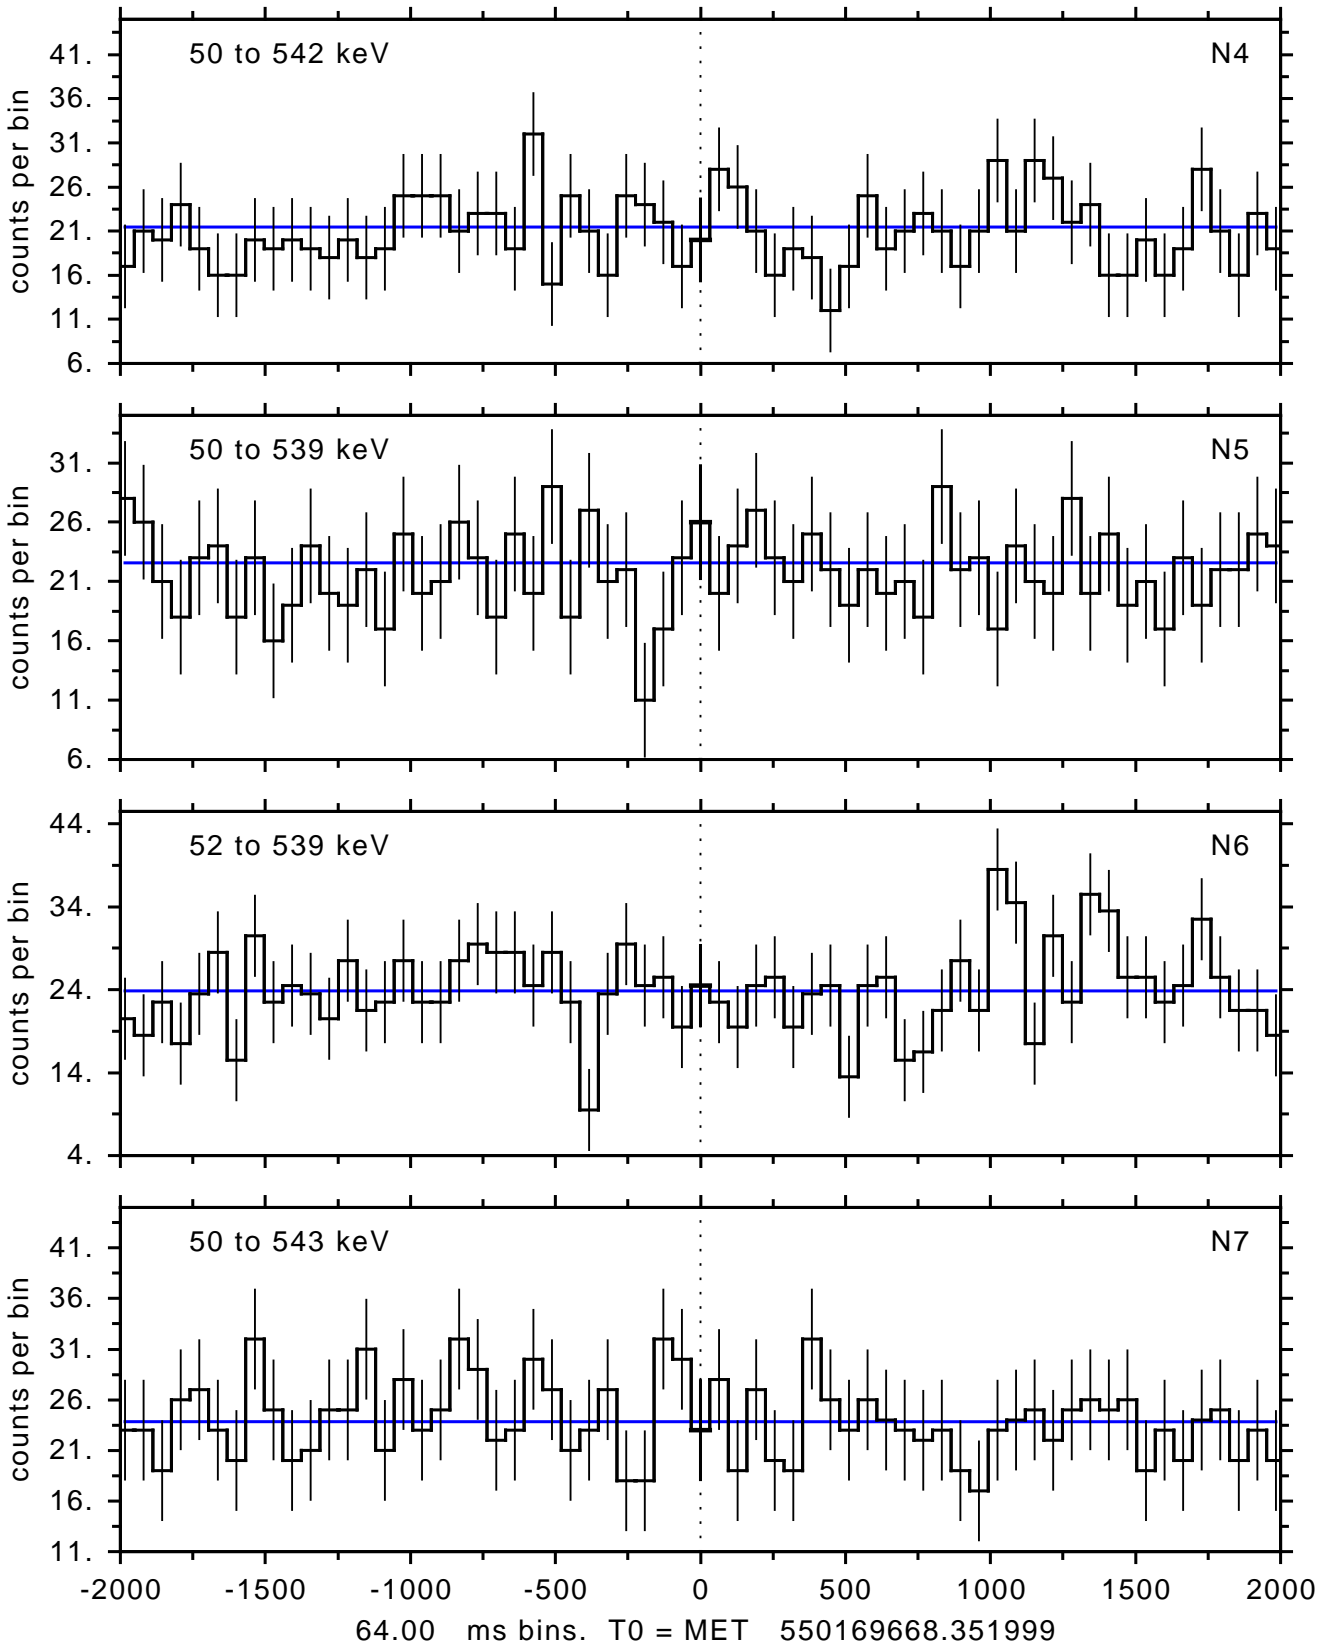 50 to 542 keV N4
41.
36.
31.
26.
21.
16.
11.
6.
counts per bin
50 to 539 keV N5
31.
26.
21.
16.
11.
6.
counts per bin
52 to 539 keV N6
44.
34.
24.
14.
4.
counts per bin
50 to 543 keV N7
41.
36.
31.
26.
21.
16.
11.
counts per bin
-2000 -1500 -1000 -500 0 500 1000 1500 2000
64.00 ms bins. T0 = MET 550169668.351999